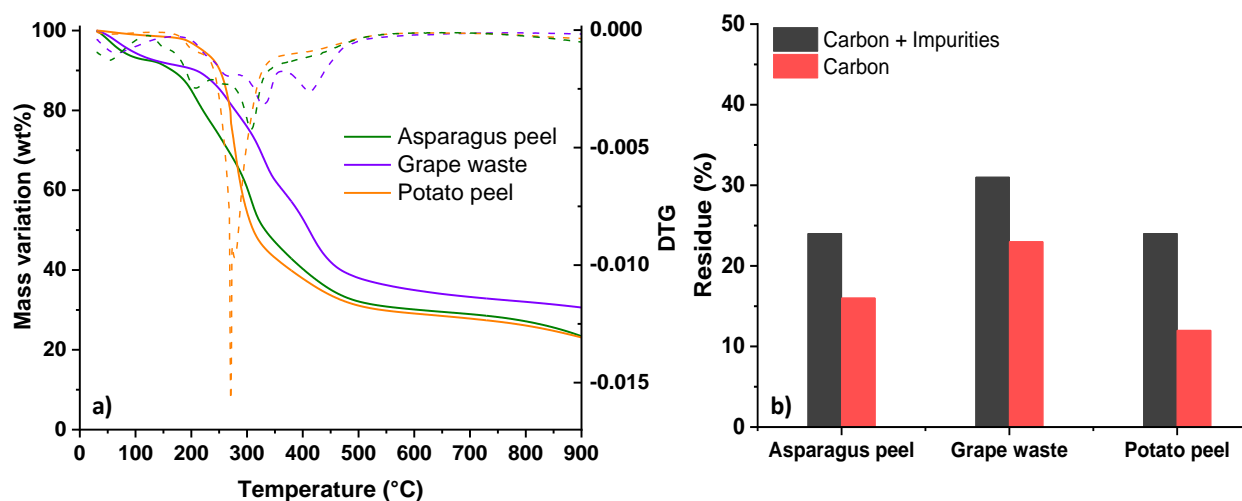 100
80
60
40
20
0
Mass variation (wt%)
0 100 200 300 400 500 600 700 800 900
Temperature (°C)
Asparagus peel
Grape waste
Potato peel
a)
0.000
-0.005
-0.010
-0.015
DTG
50
40
30
20
10
0
Residue (%)
Carbon + Impurities
Carbon
b)
Asparagus peel Grape waste Potato peel